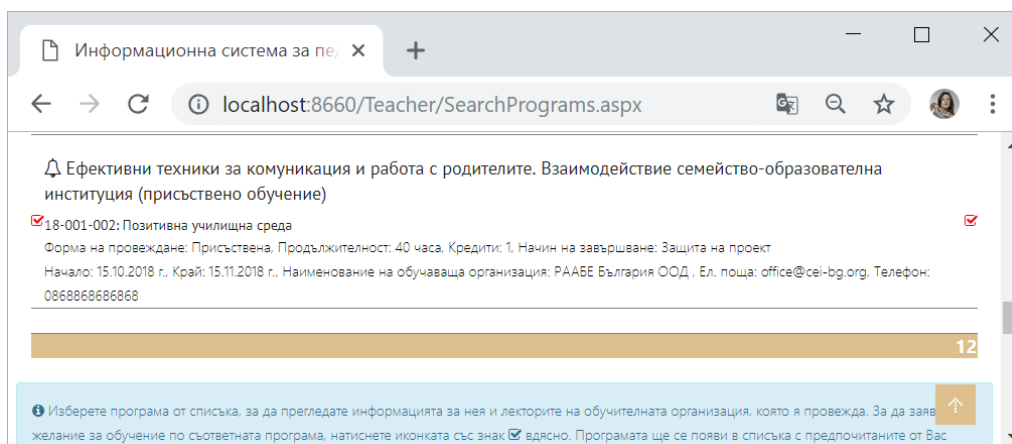 Информационна система за пе
localhost:8660/Teacher/SearchPrograms.aspx
Ефективни техники за комуникация и работа с родителите. Взаимодействие семейство-образователна
институция (присъствено обучение)
18-001-002: Позитивна училищна среда
Форма на провеждане: Присъствена, Продължителност: 40 часа, Кредити: 1, Начин на завършване: Защита на проект
Начало: 15.10.2018 г., Край: 15.11.2018 г., Наименование на обучаваща организация: РААБЕ България ООД , Ел. поща: office@cei-bg.org, Телефон:
0868868686868
12
Изберете програма от списъка, за да прегледате информацията за нея и лекторите на обучителната организация, която я провежда. За да заяв
желание за обучение по съответната програма, натиснете иконката със знак вдясно. Програмата ще се появи в списъка с предпочитаните от Вас